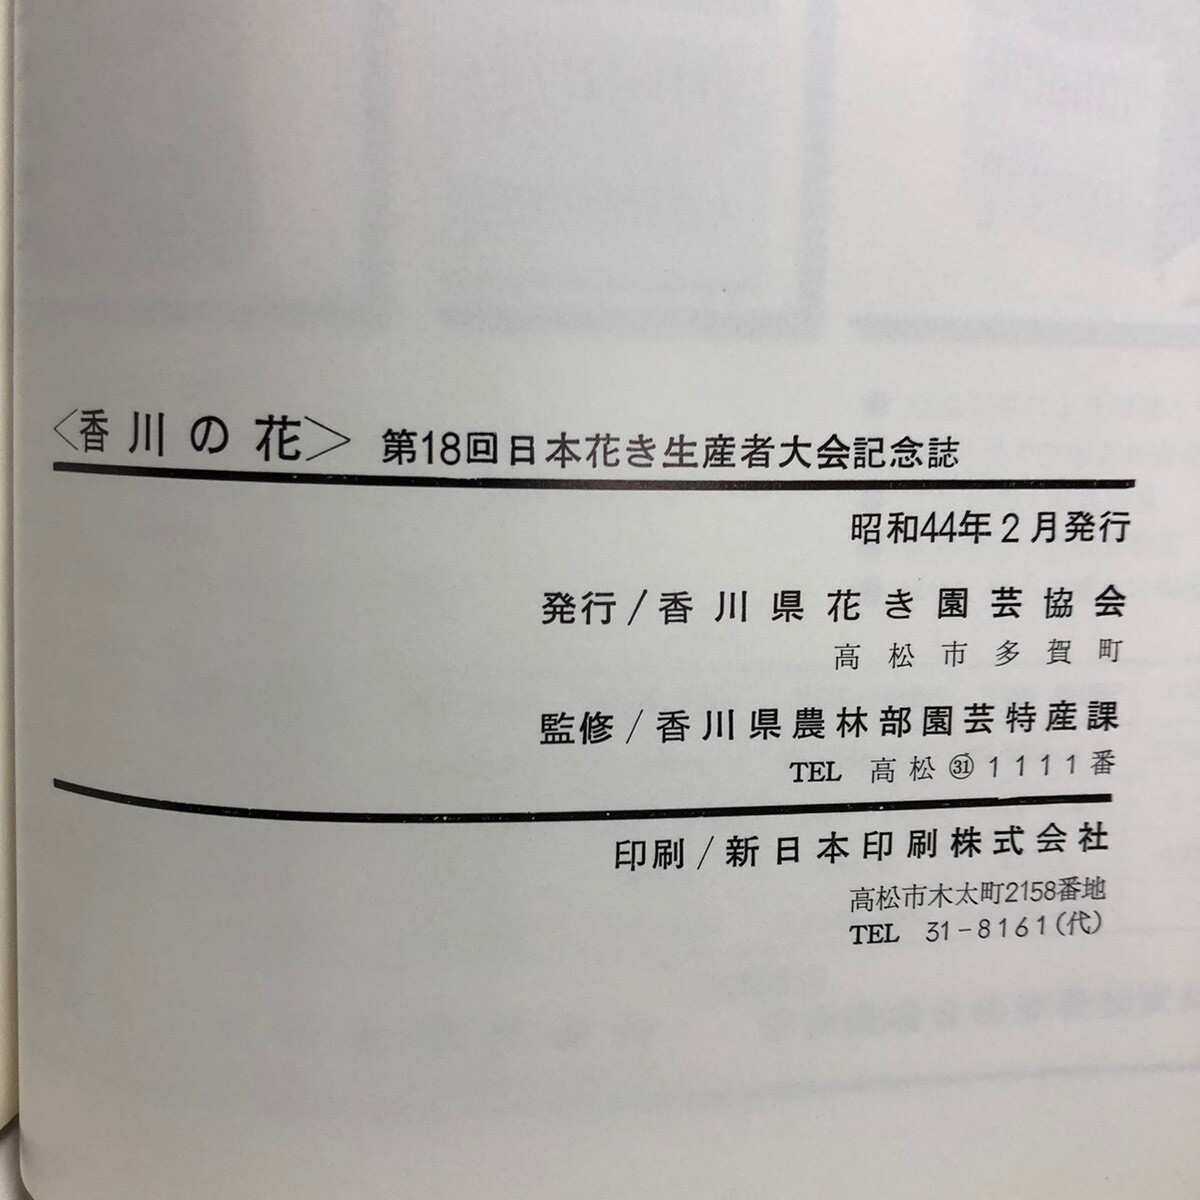 〈香川の花〉 第18回日本花き生産者大会記念誌
昭和44年2月発行
発行/香川県花き園芸協会
高松市多賀町
監修/香川県農林部園芸特産課
TEL 高松㉛1111番
印刷/新日本印刷株式会社
高松市木太町2158番地
TEL 31-8161(代)